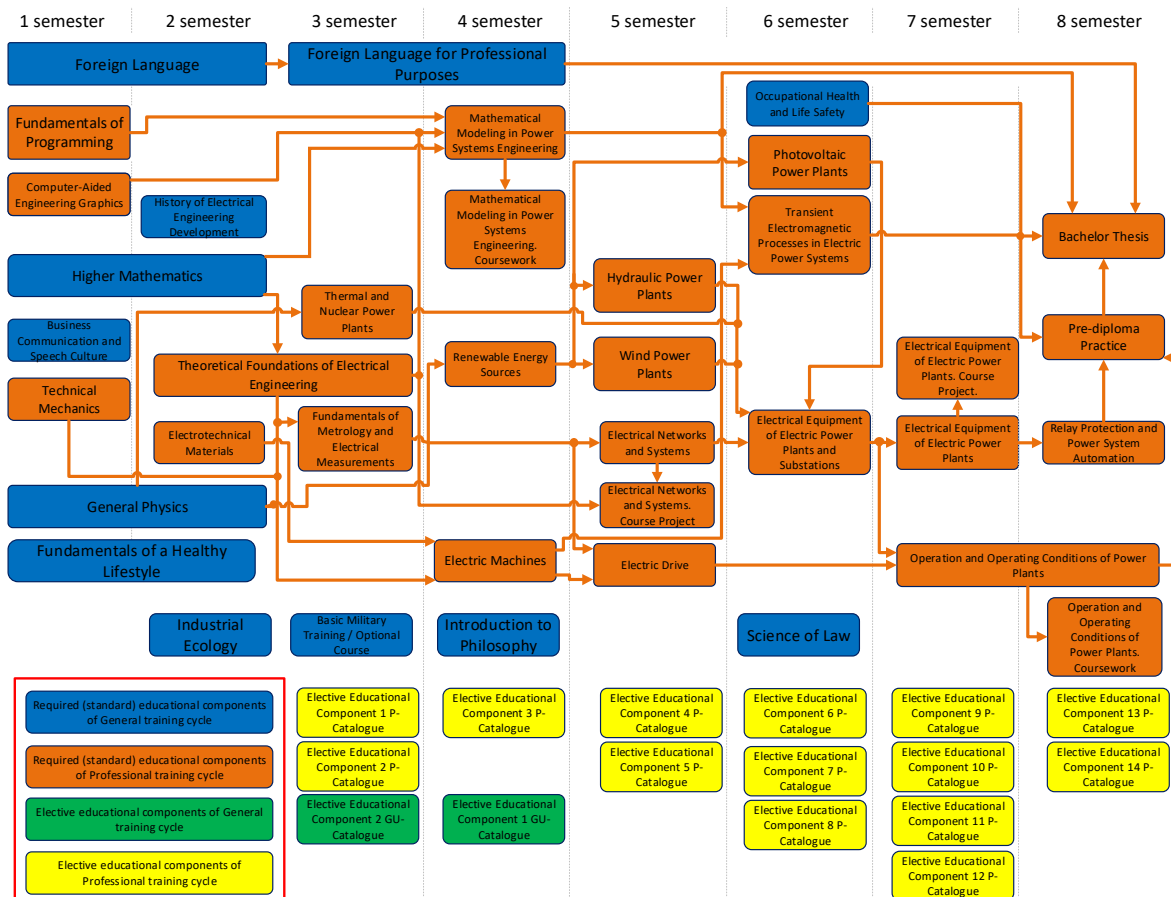 1 semester
2 semester
3 semester
4 semester
5 semester
6 semester
7 semester
8 semester
Foreign Language
Foreign Language for Professional
Purposes
Fundamentals of
Programming
Mathematical
Modeling in Power
Systems Engineering
Occupational Health
and Life Safety
Photovoltaic
Power Plants
Computer-Aided
Engineering Graphics
History of Electrical
Engineering
Development
Mathematical
Modeling in Power
Systems Engineering.
Coursework
Transient
Electromagnetic
Processes in Electric
Power Systems
Bachelor Thesis
Higher Mathematics
Thermal and
Nuclear Power
Plants
Hydraulic Power
Plants
Business
Communication and
Speech Culture
Theoretical Foundations of Electrical
Engineering
Renewable Energy
Sources
Wind Power
Plants
Electrical Equipment
of Electric Power
Plants. Course
Project.
Pre-diploma
Practice
Technical
Mechanics
Electrotechnical
Materials
Fundamentals of
Metrology and
Electrical
Measurements
Electrical Networks
and Systems
Electrical Equipment
of Electric Power
Plants and
Substations
Electrical Equipment
of Electric Power
Plants
Relay Protection and
Power System
Automation
General Physics
Electrical Networks
and Systems.
Course Project
Fundamentals of a Healthy
Lifestyle
Electric Machines
Electric Drive
Operation and Operating Conditions of Power
Plants
Industrial
Ecology
Basic Military
Training / Optional
Course
Introduction to
Philosophy
Science of Law
Operation and
Operating
Conditions of
Power Plants.
Coursework
Required (standard) educational components
of General training cycle
Required (standard) educational components
of Professional training cycle
Elective educational components of General
training cycle
Elective educational components of
Professional training cycle
Elective Educational
Component 1 P-
Catalogue
Elective Educational
Component 2 P-
Catalogue
Elective Educational
Component 2 GU-
Catalogue
Elective Educational
Component 3 P-
Catalogue
Elective Educational
Component 1 GU-
Catalogue
Elective Educational
Component 4 P-
Catalogue
Elective Educational
Component 5 P-
Catalogue
Elective Educational
Component 6 P-
Catalogue
Elective Educational
Component 7 P-
Catalogue
Elective Educational
Component 8 P-
Catalogue
Elective Educational
Component 9 P-
Catalogue
Elective Educational
Component 10 P-
Catalogue
Elective Educational
Component 11 P-
Catalogue
Elective Educational
Component 12 P-
Catalogue
Elective Educational
Component 13 P-
Catalogue
Elective Educational
Component 14 P-
Catalogue